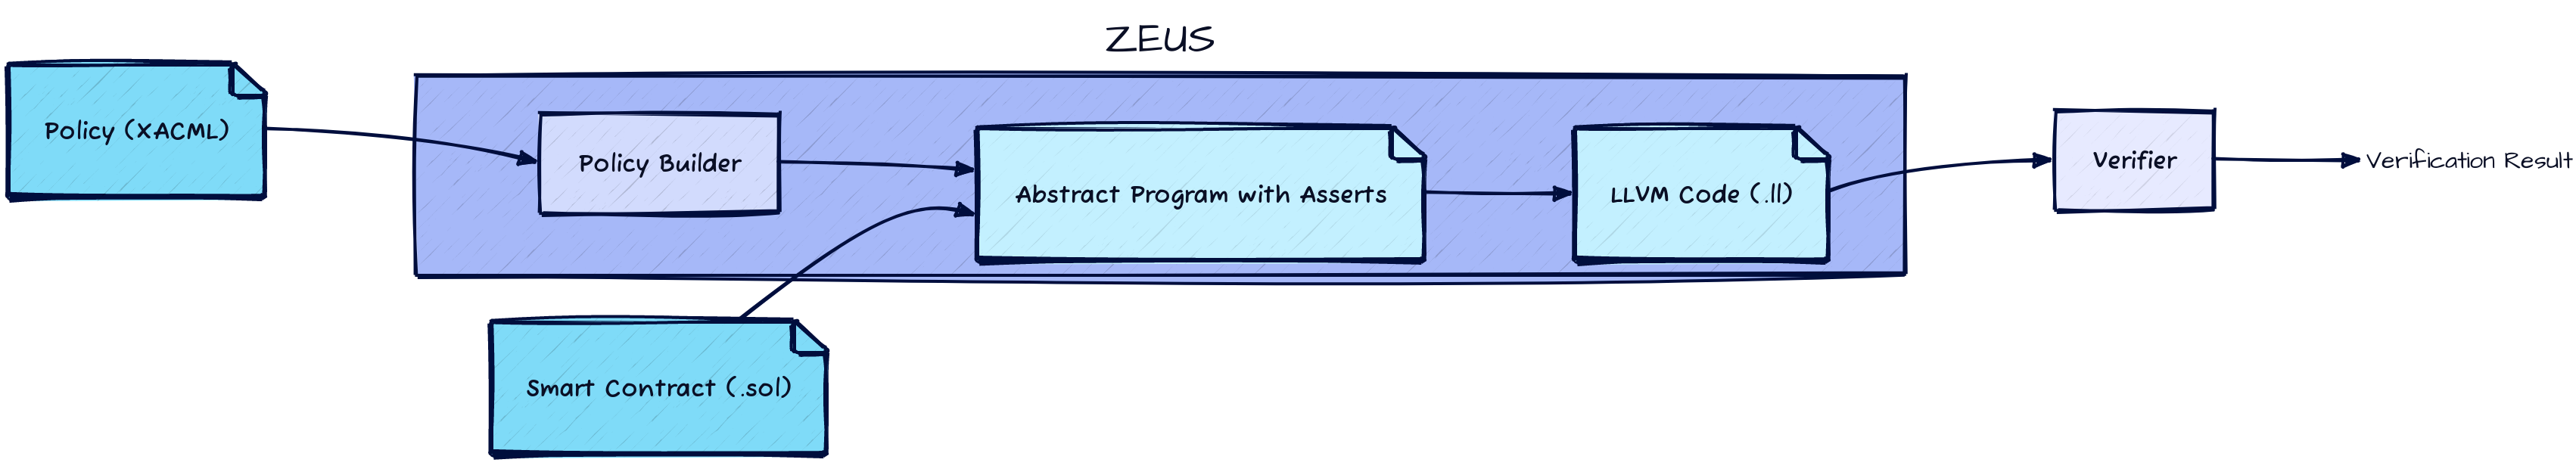 ZEUS
Policy (XACML)
Policy Builder
Abstract Program with Asserts
LLVM Code (.ll)
Verifier
Verification Result
Smart Contract (.sol)